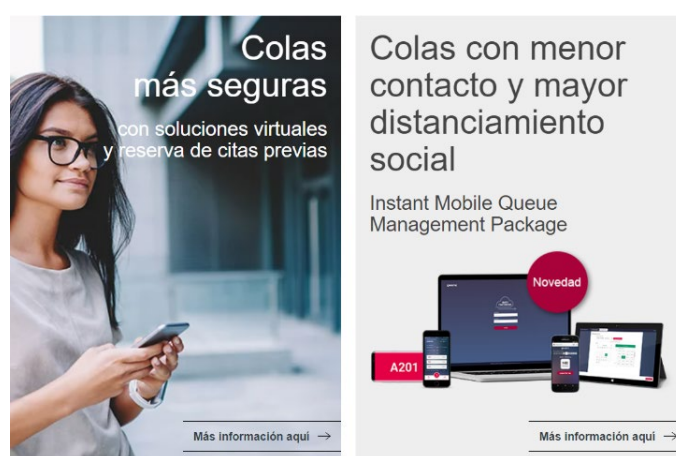 Colas
más seguras
con soluciones virtuales
y reserva de citas previas
Más información aquí →
Colas con menor
contacto y mayor
distanciamiento
social
Instant Mobile Queue
Management Package
Novedad
A201
Más información aquí →